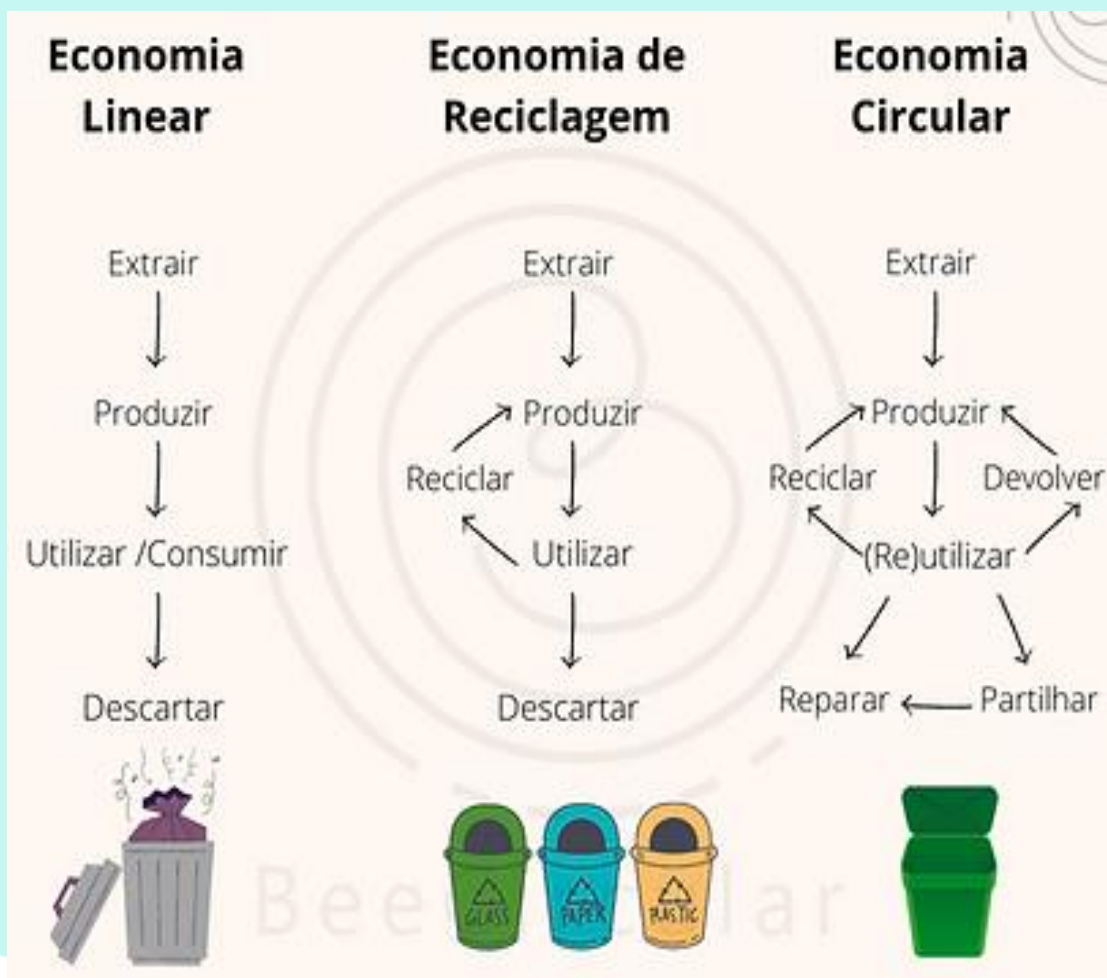 Economia
Linear
Extrair
Produzir
Utilizar /Consumir
Descartar
Economia de
Reciclagem
Extrair
Produzir
Reciclar
Utilizar
Descartar
GLASS
PAPER
PLASTIC
Economia
Circular
Extrair
Produzir
Reciclar
Devolver
(Re)utilizar
Reparar
Partilhar